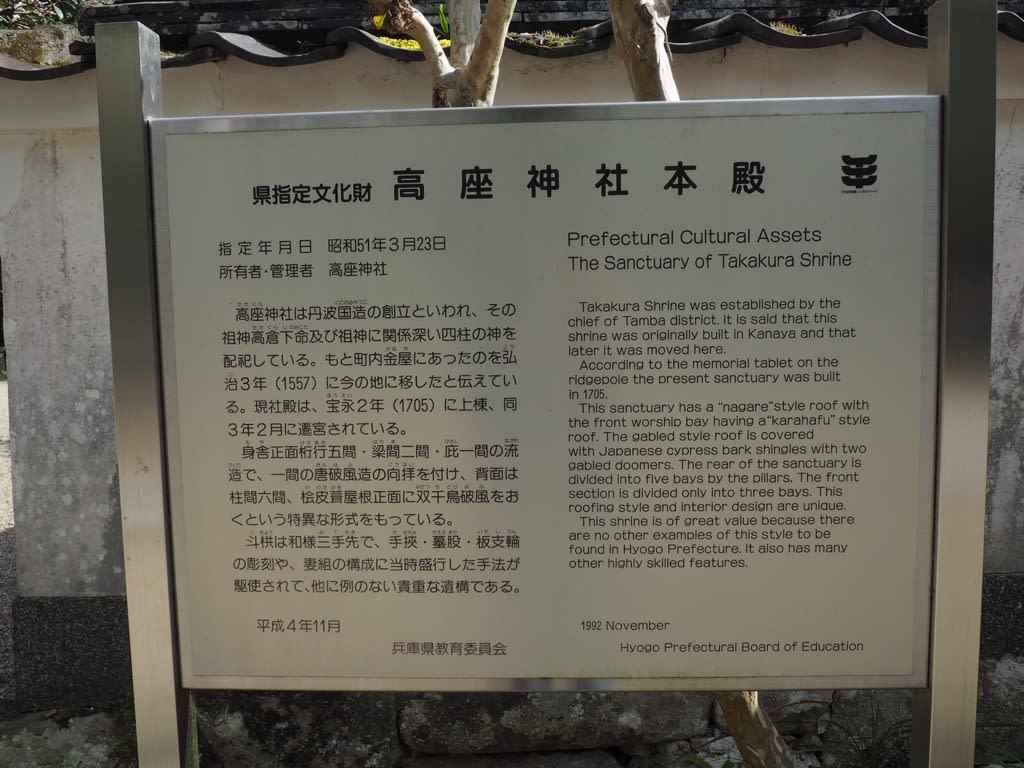 県指定文化財 高座神社本殿
指定年月日 昭和51年3月23日
所有者・管理者 高座神社
高座神社は丹波国造の創立といわれ、その
祖神高倉下命及び祖神に関係深い四柱の神を
配祀している。もと町内金屋にあったのを弘
治3年（1557）に今の地に移したと伝えてい
る。現社殿は、宝永2年（1705）に上棟、同
3年2月に遷宮されている。
身舎正面桁行五間・梁間二間・庇一間の流
造で、一間の唐破風造の向拝を付け、背面は
柱間六間、桧皮葺屋根正面に双千鳥破風をお
くという特異な形式をもっている。
斗栱は和様三手先で、手挾・蟇股・板支輪
の彫刻や、妻組の構成に当時盛行した手法が
駆使されて、他に例のない貴重な遺構である。
平成4年11月
兵庫県教育委員会
Prefectural Cultural Assets
The Sanctuary of Takakura Shrine
Takakura Shrine was established by the
chief of Tamba district. It is said that this
shrine was originally built in Kanaya and that
later it was moved here.
According to the memorial tablet on the
ridgepole the present sanctuary was built
in 1705.
This sanctuary has a "nagare"style roof with
the front worship bay having a"karahafu" style
roof. The gabled style roof is covered
with Japanese cypress bark shingles with two
gabled doomers. The rear of the sanctuary is
divided into five bays by the pillars. The front
section is divided only into three bays. This
roofing style and interior design are unique.
This shrine is of great value because there
are no other examples of this style to be
found in Hyogo Prefecture. It also has many
other highly skilled features.
1992 November
Hyogo Prefectural Board of Education